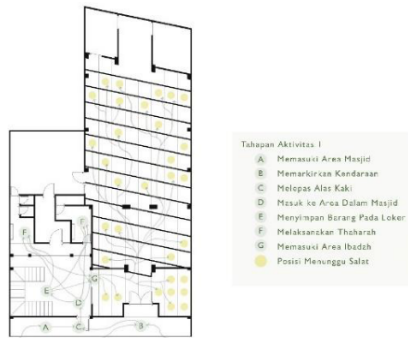 Tahapan Aktivitas 1
A Memasuki Area Masjid
B Memarkirkan Kendaraan
C Melepas Alas Kaki
D Masuk ke Area Dalam Masjid
E Menyimpan Barang Pada Loker
F Melaksanakan Thaharah
G Memasuki Area Ibadah
Posisi Menunggu Salat
F
F
G
E
D
A
C
B